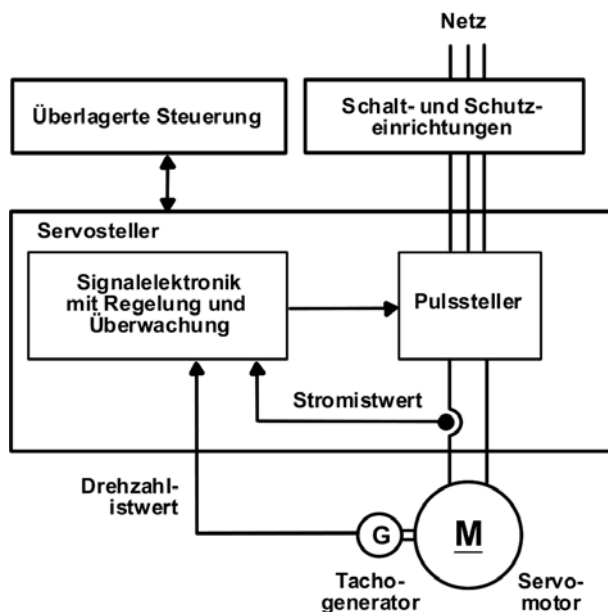 Netz
Überlagerte Steuerung
Schalt- und Schutz-
einrichtungen
Servosteller
Signalelektronik
mit Regelung und
Überwachung
Pulssteller
Stromistwert
Drehzahl-
istwert
G
M
Tacho-
generator
Servo-
motor